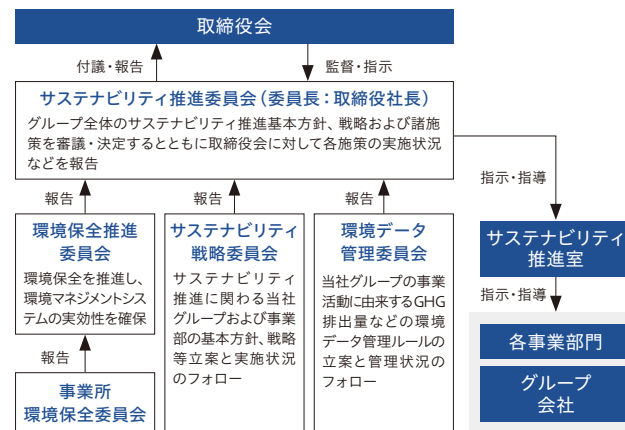 取締役会
付議・報告
監督・指示
サステナビリティ推進委員会（委員長：取締役社長）
グループ全体のサステナビリティ推進基本方針、戦略および諸施
策を審議・決定するとともに取締役会に対して各施策の実施状況
などを報告
指示・指導
報告
報告
報告
環境保全推進
委員会
環境保全を推進し、
環境マネジメントシス
テムの実効性を確保
サステナビリティ
戦略委員会
サステナビリティ
推進に関わる当社
グループおよび事業
部の基本方針、戦略
等立案と実施状況
のフォロー
環境データ
管理委員会
当社グループの事業
活動に由来するGHG
排出量などの環境
データ管理ルールの
立案と管理状況の
フォロー
サステナビリティ
推進室
指示・指導
報告
事業所
環境保全委員会
各事業部門
グループ
会社